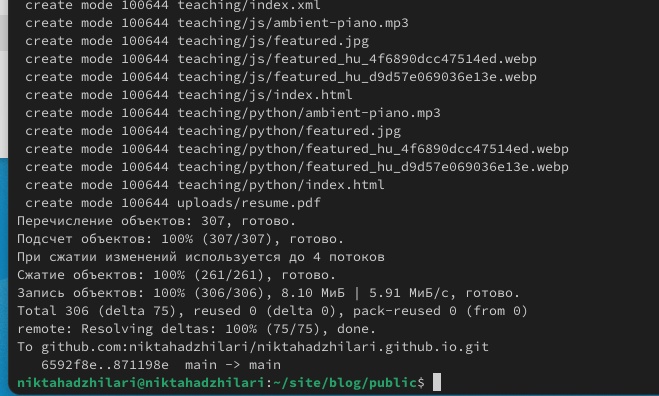 create mode 100644 teaching/index.xml
create mode 100644 teaching/js/ambient-piano.mp3
create mode 100644 teaching/js/featured.jpg
create mode 100644 teaching/js/featured_hu_4f6890dcc47514ed.webp
create mode 100644 teaching/js/featured_hu_d9d57e069036e13e.webp
create mode 100644 teaching/js/index.html
create mode 100644 teaching/python/ambient-piano.mp3
create mode 100644 teaching/python/featured.jpg
create mode 100644 teaching/python/featured_hu_4f6890dcc47514ed.webp
create mode 100644 teaching/python/featured_hu_d9d57e069036e13e.webp
create mode 100644 teaching/python/index.html
create mode 100644 uploads/resume.pdf
Перечисление объектов: 307, готово.
Подсчет объектов: 100% (307/307), готово.
При сжатии изменений используется до 4 потоков
Сжатие объектов: 100% (261/261), готово.
Запись объектов: 100% (306/306), 8.10 МиБ | 5.91 МиБ/с, готово.
Total 306 (delta 75), reused 0 (delta 0), pack-reused 0 (from 0)
remote: Resolving deltas: 100% (75/75), done.
To github.com:niktahadzhilari/niktahadzhilari.github.io.git
6592f8e..871198e  main -> main
niktahadzhilari@niktahadzhilari:~/site/blog/public$